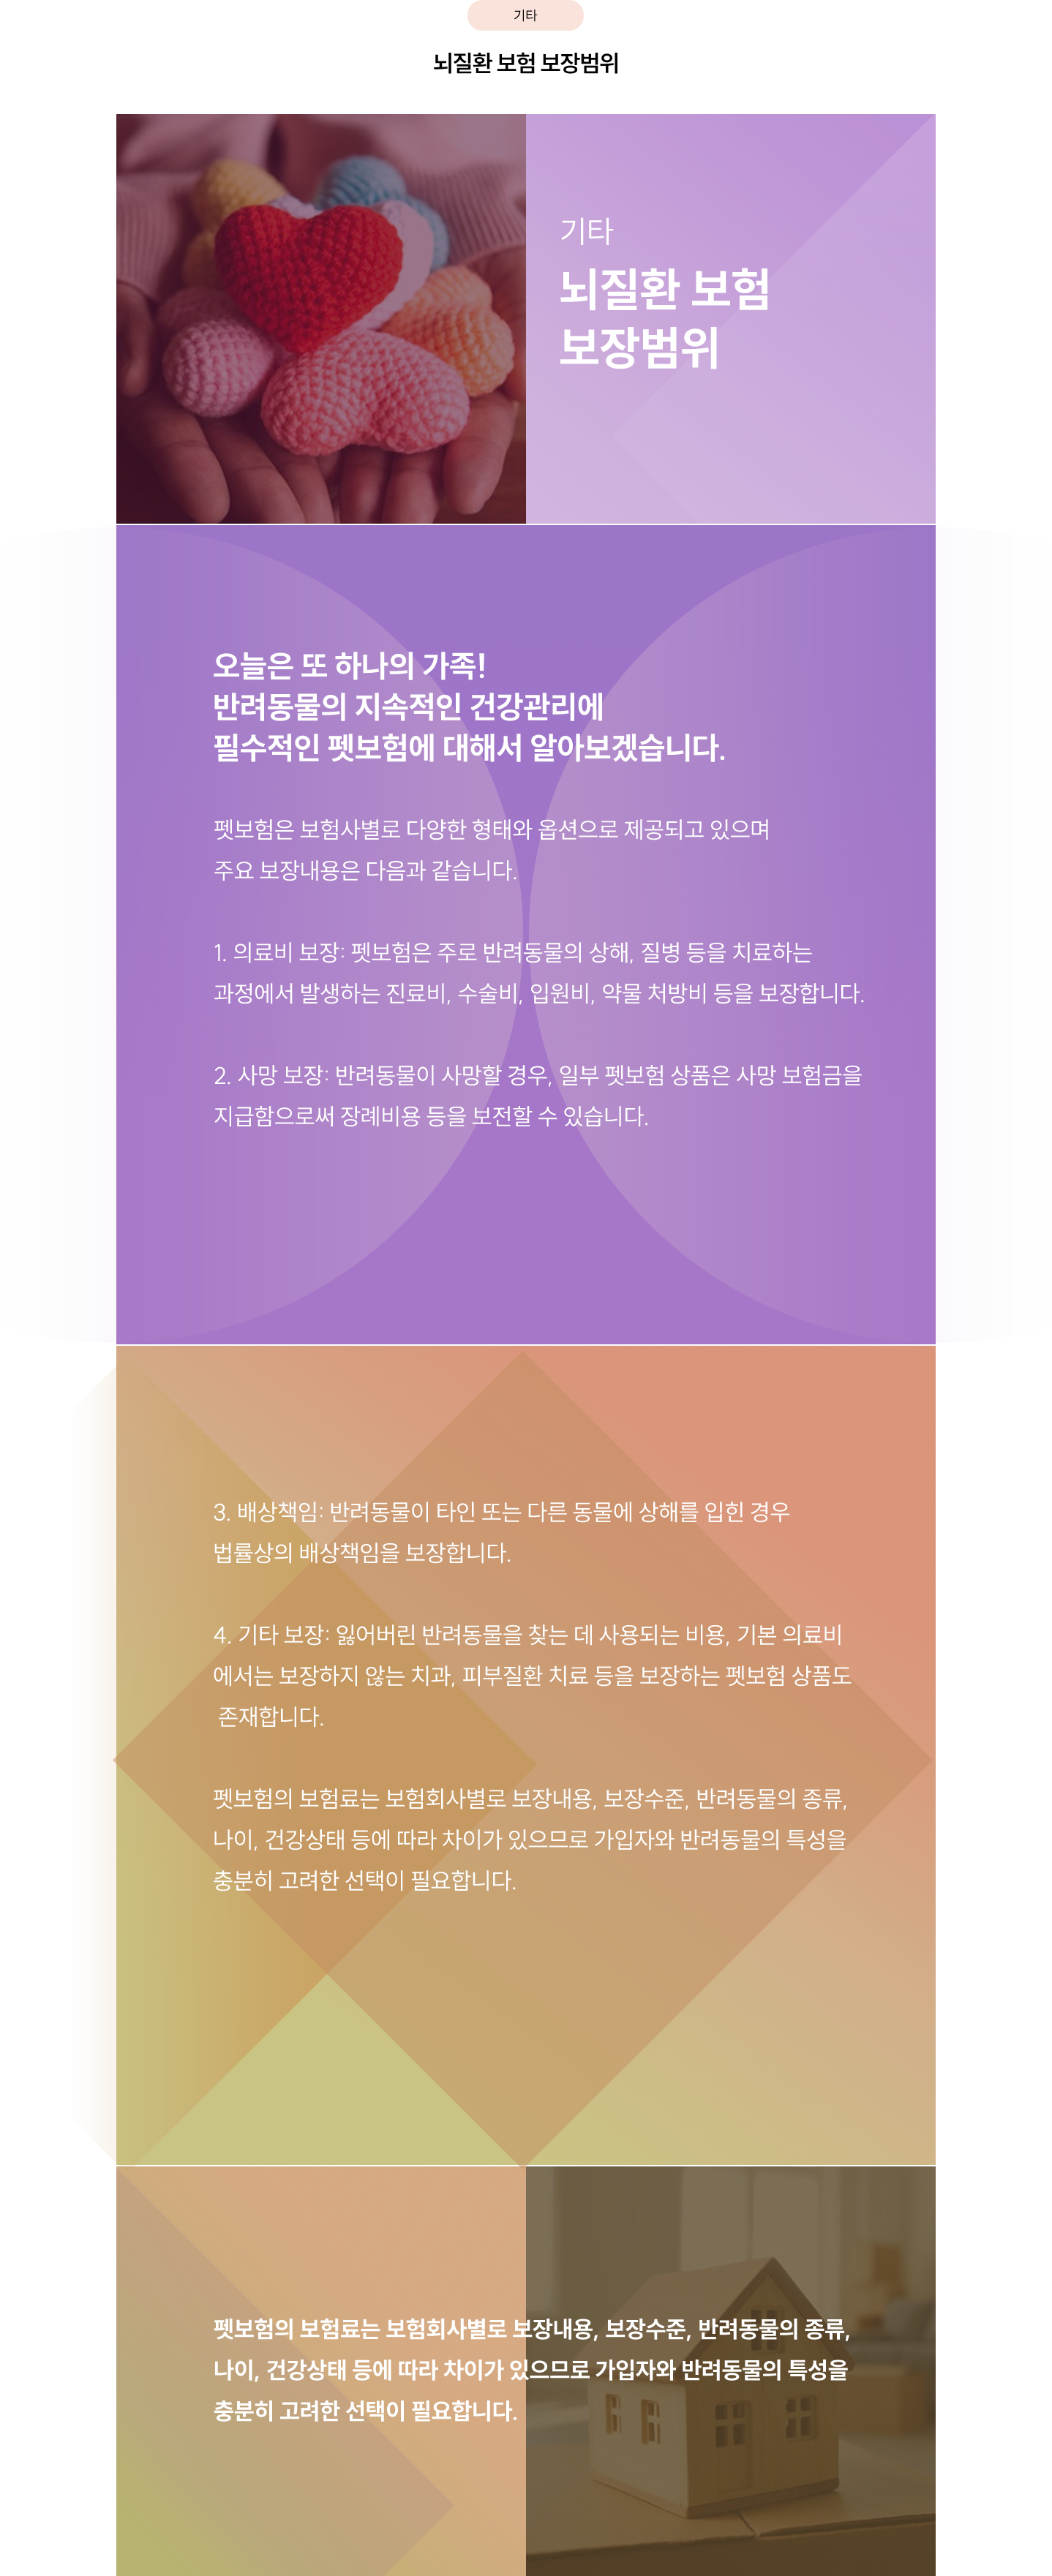 기타
뇌질환 보험 보장범위
기타
뇌질환 보험
보장범위
오늘은 또 하나의 가족!
반려동물의 지속적인 건강관리에
필수적인 펫보험에 대해서 알아보겠습니다.
펫보험은 보험사별로 다양한 형태와 옵션으로 제공되고 있으며
주요 보장내용은 다음과 같습니다.
1. 의료비 보장: 펫보험은 주로 반려동물의 상해, 질병 등을 치료하는
과정에서 발생하는 진료비, 수술비, 입원비, 약물 처방비 등을 보장합니다.
2. 사망 보장: 반려동물이 사망할 경우, 일부 펫보험 상품은 사망 보험금을
지급함으로써 장례비용 등을 보전할 수 있습니다.
3. 배상책임: 반려동물이 타인 또는 다른 동물에 상해를 입힌 경우
법률상의 배상책임을 보장합니다.
4. 기타 보장: 잃어버린 반려동물을 찾는 데 사용되는 비용, 기본 의료비
에서는 보장하지 않는 치과, 피부질환 치료 등을 보장하는 펫보험 상품도
존재합니다.
펫보험의 보험료는 보험회사별로 보장내용, 보장수준, 반려동물의 종류,
나이, 건강상태 등에 따라 차이가 있으므로 가입자와 반려동물의 특성을
충분히 고려한 선택이 필요합니다.
펫보험의 보험료는 보험회사별로 보장내용, 보장수준, 반려동물의 종류,
나이, 건강상태 등에 따라 차이가 있으므로 가입자와 반려동물의 특성을
충분히 고려한 선택이 필요합니다.